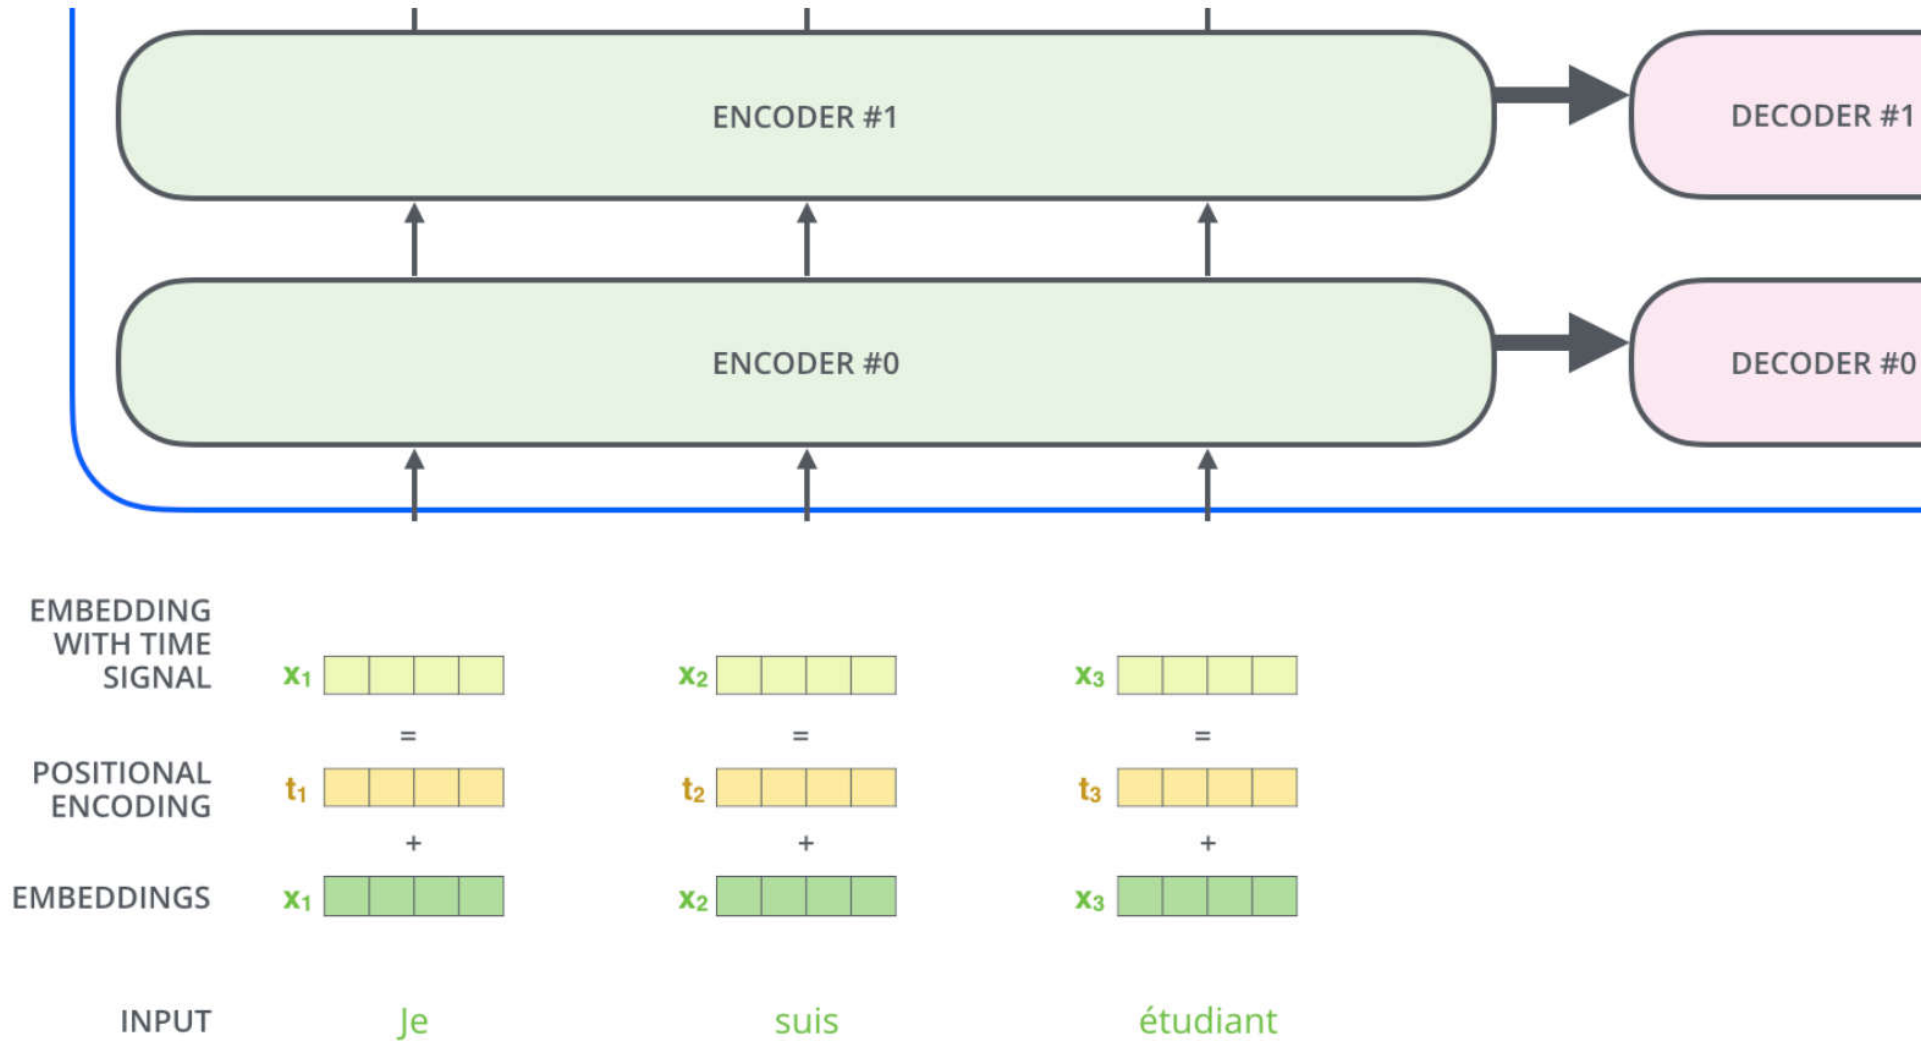 ENCODER #1
DECODER #1
ENCODER #0
DECODER #0
EMBEDDING
WITH TIME
SIGNAL
x₁
x₂
x₃
=
=
=
POSITIONAL
ENCODING
t₁
t₂
t₃
+
+
+
EMBEDDINGS
x₁
x₂
x₃
INPUT
Je
suis
étudiant